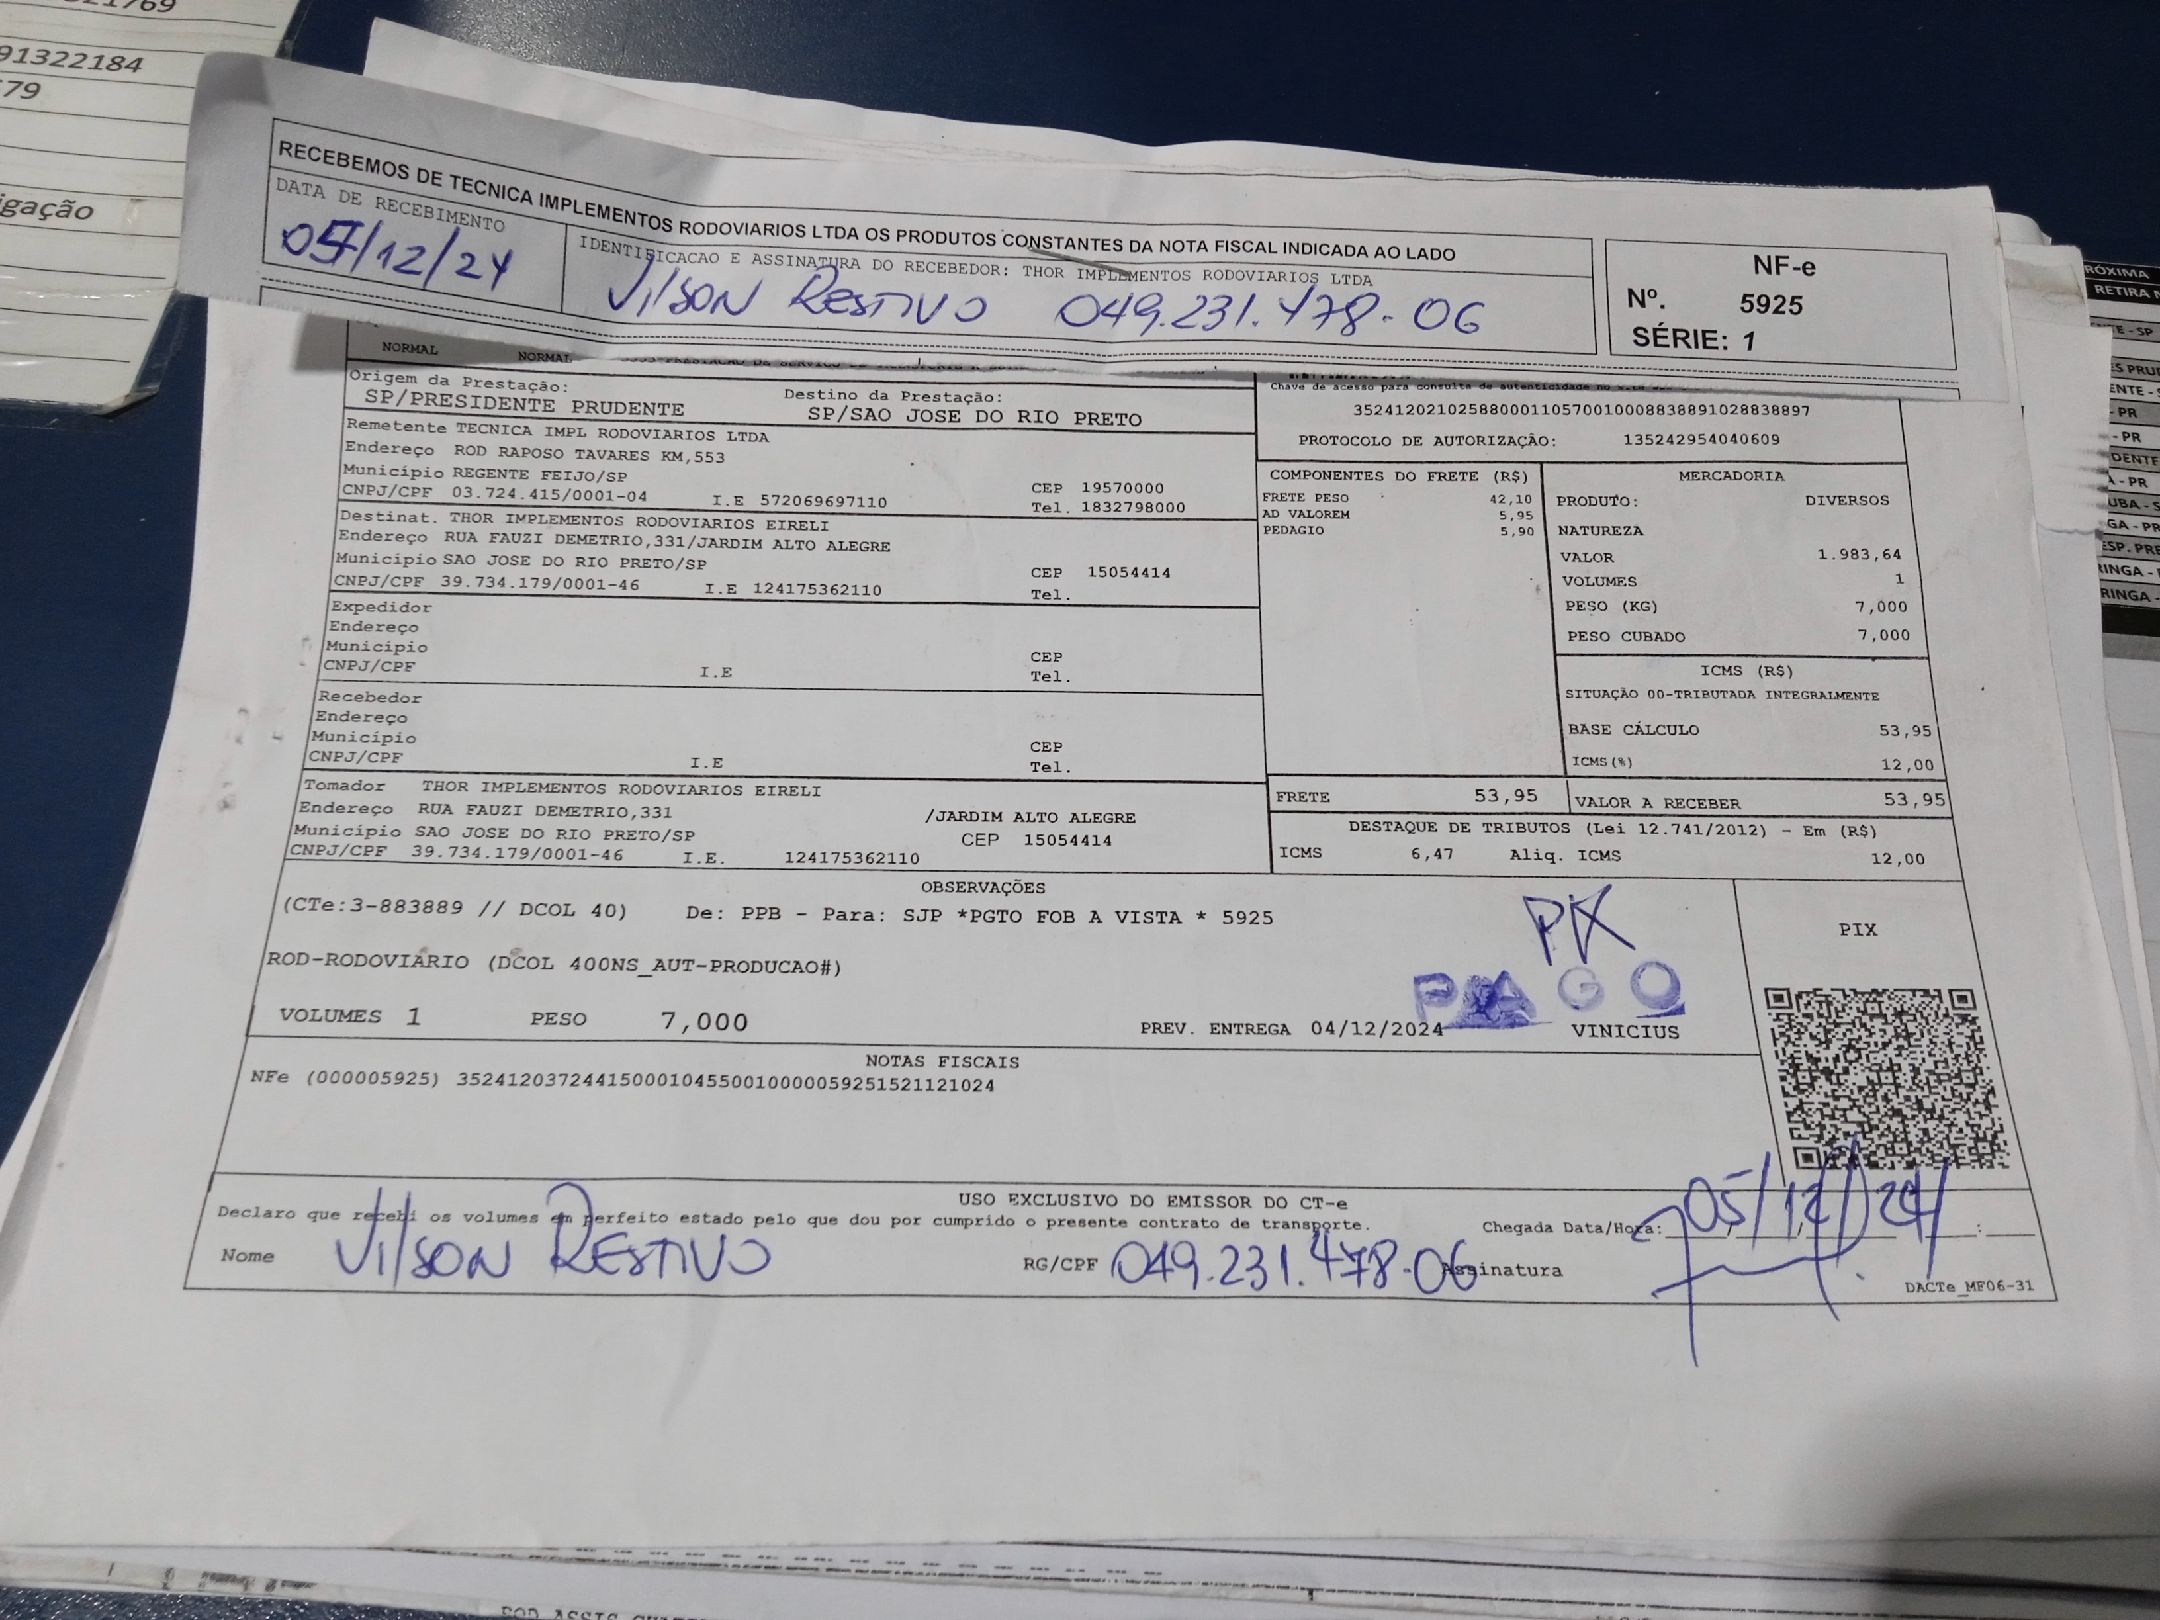 91322184
79
igação
RECEBEMOS DE TECNICA IMPLEMENTOS RODOVIARIOS LTDA OS PRODUTOS CONSTANTES DA NOTA FISCAL INDICADA AO LADO
DATA DE RECEBIMENTO
05/12/24
IDENTIFICACAO E ASSINATURA DO RECEBEDOR: THOR IMPLEMENTOS RODOVIARIOS LTDA
Vilson Restivo 049.231.478-06
NF-e
Nº. 5925
SÉRIE: 1
NORMAL NORMAL
Origem da Prestação:
SP/PRESIDENTE PRUDENTE
Destino da Prestação:
SP/SAO JOSE DO RIO PRETO
Chave de acesso para consulta de autenticidade no
35241202102588000110570010008838891028838897
PROTOCOLO DE AUTORIZAÇÃO: 135242954040609
Remetente TECNICA IMPL RODOVIARIOS LTDA
Endereço ROD RAPOSO TAVARES KM,553
Município REGENTE FEIJO/SP CEP 19570000
CNPJ/CPF 03.724.415/0001-04 I.E 572069697110 Tel. 1832798000
Destinat. THOR IMPLEMENTOS RODOVIARIOS EIRELI
Endereço RUA FAUZI DEMETRIO,331/JARDIM ALTO ALEGRE
Município SAO JOSE DO RIO PRETO/SP CEP 15054414
CNPJ/CPF 39.734.179/0001-46 I.E 124175362110 Tel.
Expedidor
Endereço
Município CEP
CNPJ/CPF I.E Tel.
Recebedor
Endereço
Município CEP
CNPJ/CPF I.E Tel.
Tomador THOR IMPLEMENTOS RODOVIARIOS EIRELI
Endereço RUA FAUZI DEMETRIO,331 /JARDIM ALTO ALEGRE
Município SAO JOSE DO RIO PRETO/SP CEP 15054414
CNPJ/CPF 39.734.179/0001-46 I.E. 124175362110
COMPONENTES DO FRETE (R$)
FRETE PESO 42,10
AD VALOREM 5,95
PEDAGIO 5,90
MERCADORIA
PRODUTO: DIVERSOS
NATUREZA
VALOR 1.983,64
VOLUMES 1
PESO (KG) 7,000
PESO CUBADO 7,000
ICMS (R$)
SITUAÇÃO 00-TRIBUTADA INTEGRALMENTE
BASE CÁLCULO 53,95
ICMS(%) 12,00
FRETE 53,95 VALOR A RECEBER 53,95
DESTAQUE DE TRIBUTOS (Lei 12.741/2012) - Em (R$)
ICMS 6,47 Aliq. ICMS 12,00
OBSERVAÇÕES
(CTe:3-883889 // DCOL 40) De: PPB - Para: SJP *PGTO FOB A VISTA * 5925
ROD-RODOVIÁRIO (DCOL 400NS_AUT-PRODUCAO#)
PIX
PAGO
PIX
VOLUMES 1 PESO 7,000 PREV. ENTREGA 04/12/2024 VINICIUS
NOTAS FISCAIS
NFe (000005925) 35241203724415000104550010000059251521121024
USO EXCLUSIVO DO EMISSOR DO CT-e
Declaro que recebi os volumes em perfeito estado pelo que dou por cumprido o presente contrato de transporte.
Chegada Data/Hora: 05/12/24
Nome Vilson Restivo RG/CPF 049.231.478-06 Assinatura
DACTe_MF06-31
RÓXIMA
RETIRA